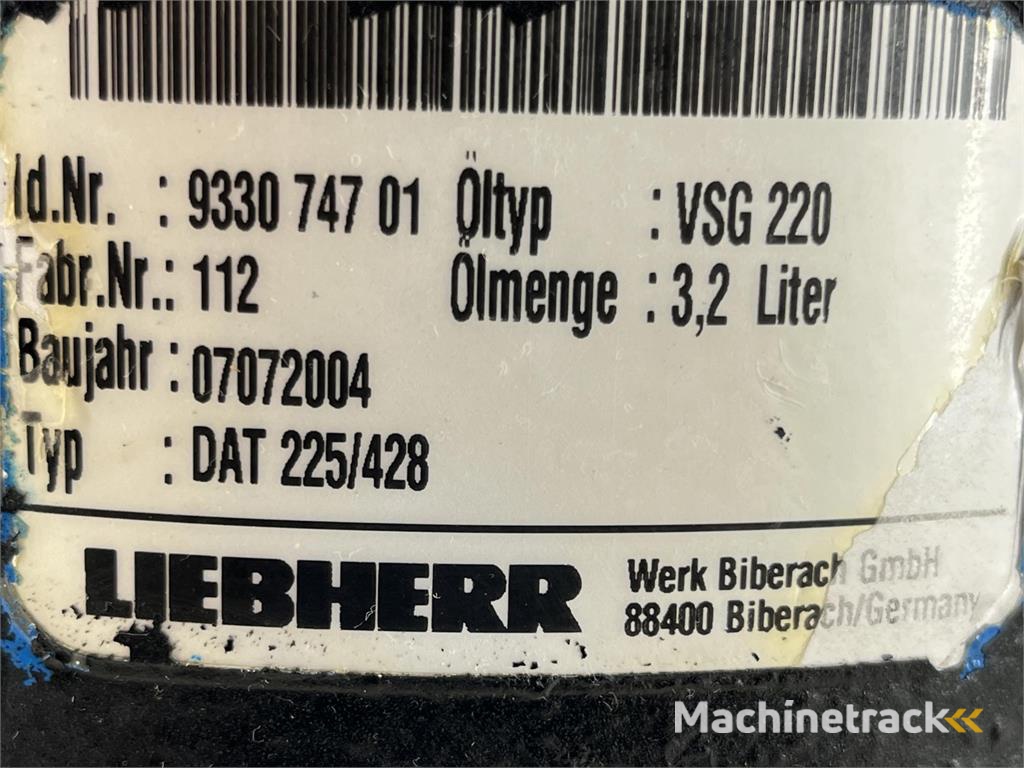 Id.Nr. : 9330 747 01 Öltyp : VSG 220
Fabr.Nr.: 112 Ölmenge : 3,2 Liter
Baujahr : 07072004
Typ : DAT 225/428
LIEBHERR Werk Biberach GmbH
88400 Biberach/Germany
Machinetrack